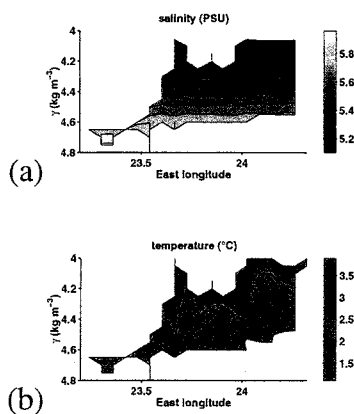 salinity (PSU)
4
4.2
4.4
4.6
4.8
γ (kg m⁻³)
23.5
24
East longitude
5.8
5.6
5.4
5.2
(a)
temperature (°C)
4
4.2
4.4
4.6
4.8
γ (kg m⁻³)
23.5
24
East longitude
3.5
3
2.5
2
1.5
(b)